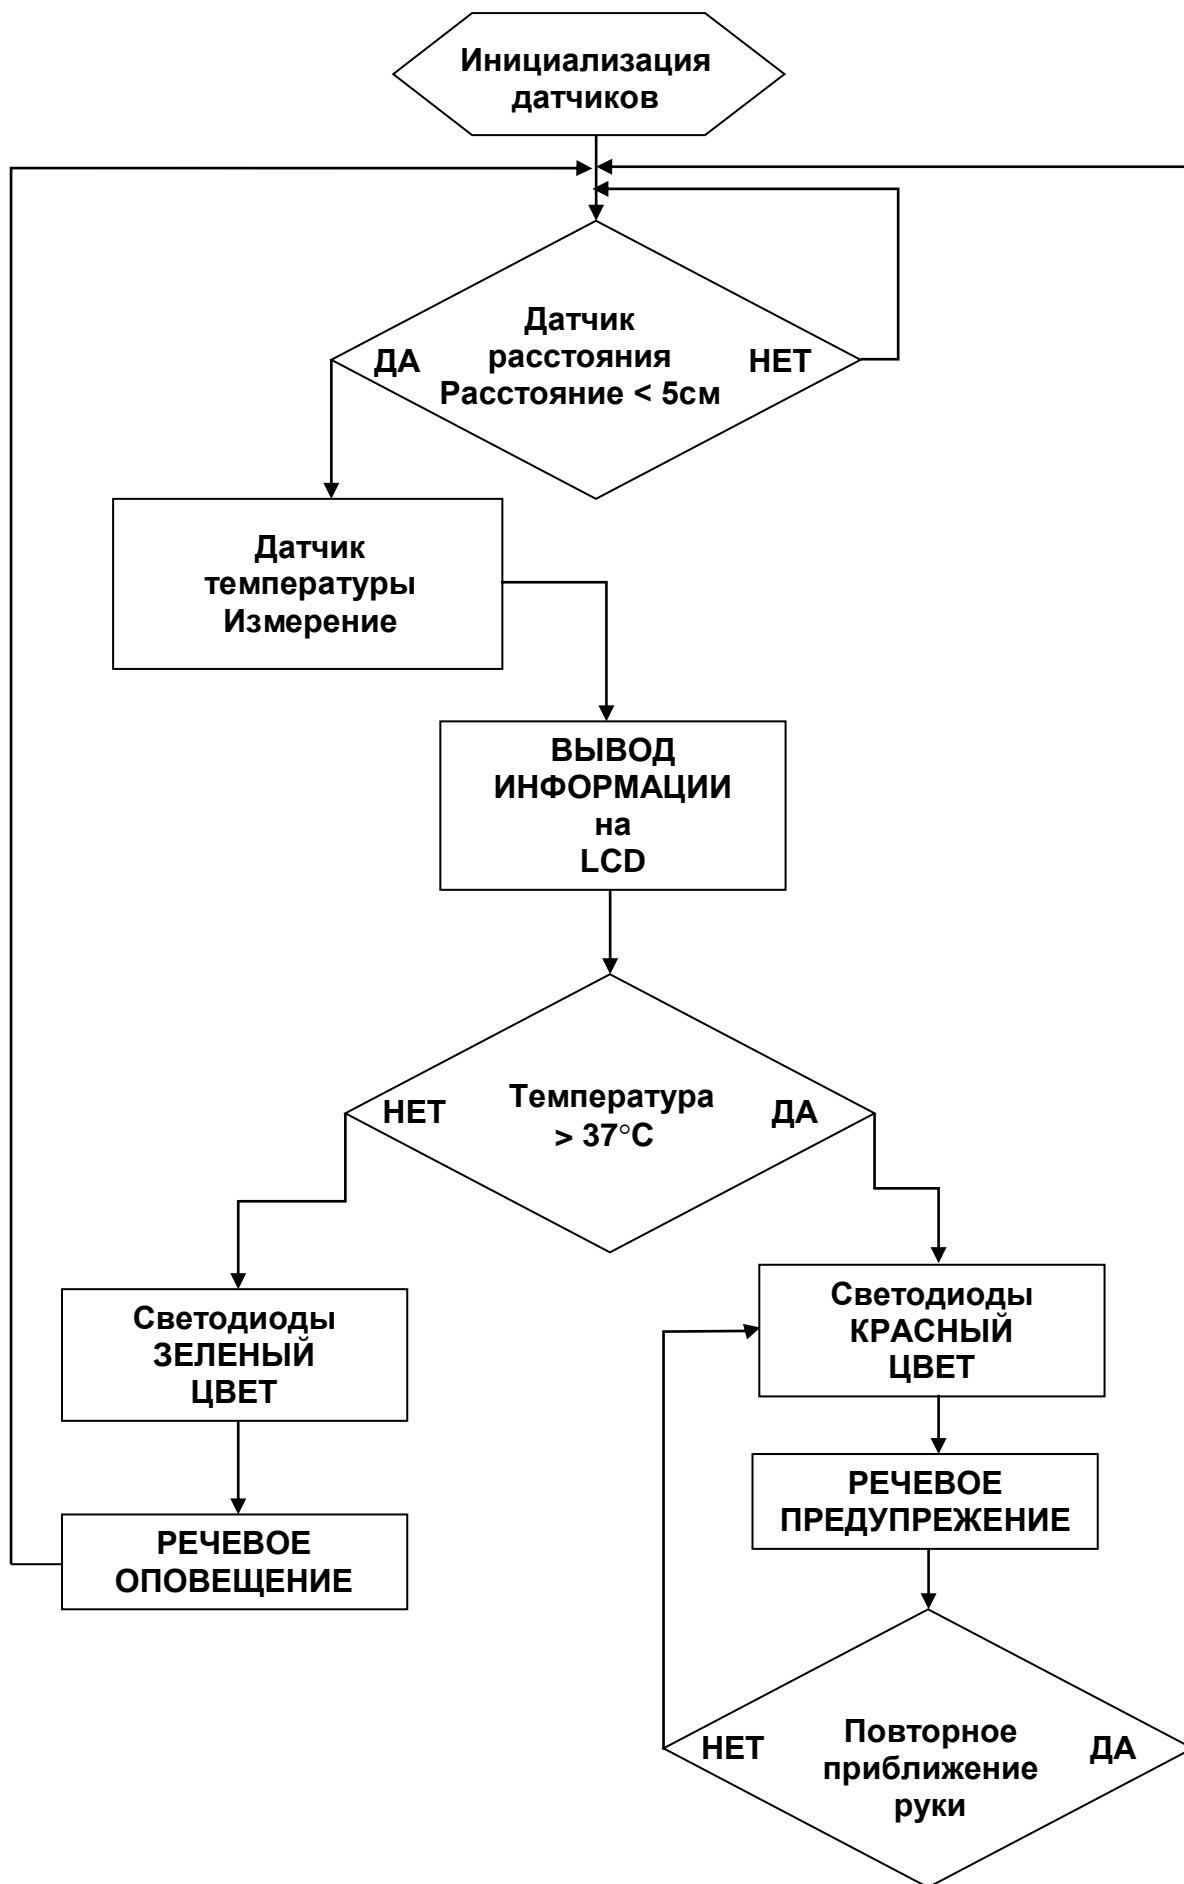 Инициализация
датчиков
Датчик
расстояния
ДА
НЕТ
Расстояние < 5см
Датчик
температуры
Измерение
ВЫВОД
ИНФОРМАЦИИ
на
LCD
Температура
НЕТ
ДА
> 37°С
Светодиоды
ЗЕЛЕНЫЙ
ЦВЕТ
РЕЧЕВОЕ
ОПОВЕЩЕНИЕ
Светодиоды
КРАСНЫЙ
ЦВЕТ
РЕЧЕВОЕ
ПРЕДУПРЕЖЕНИЕ
Повторное
НЕТ
ДА
приближение
руки